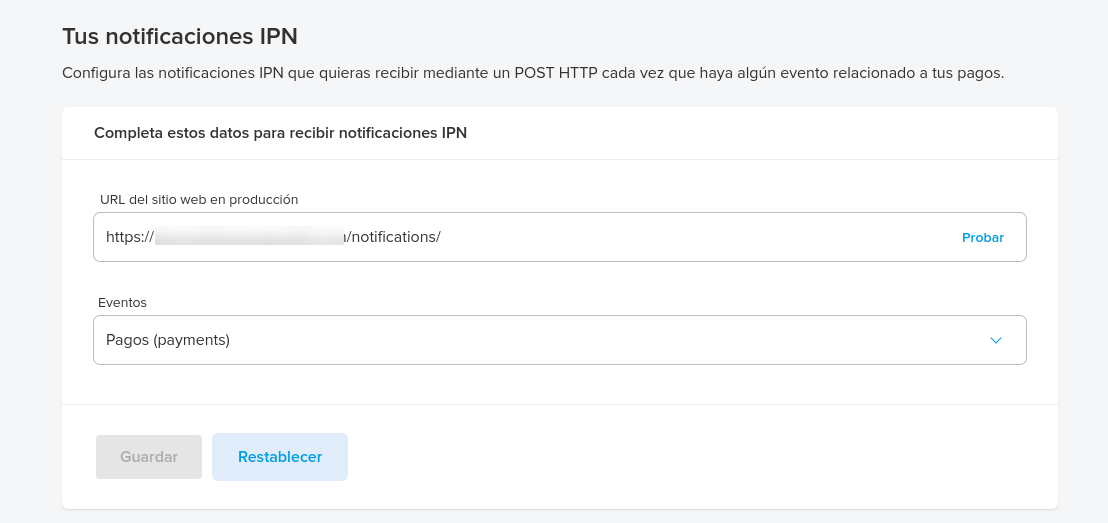 Tus notificaciones IPN
Configura las notificaciones IPN que quieras recibir mediante un POST HTTP cada vez que haya algún evento relacionado a tus pagos.
Completa estos datos para recibir notificaciones IPN
URL del sitio web en producción
https:// /notifications/
Probar
Eventos
Pagos (payments)
Guardar
Restablecer